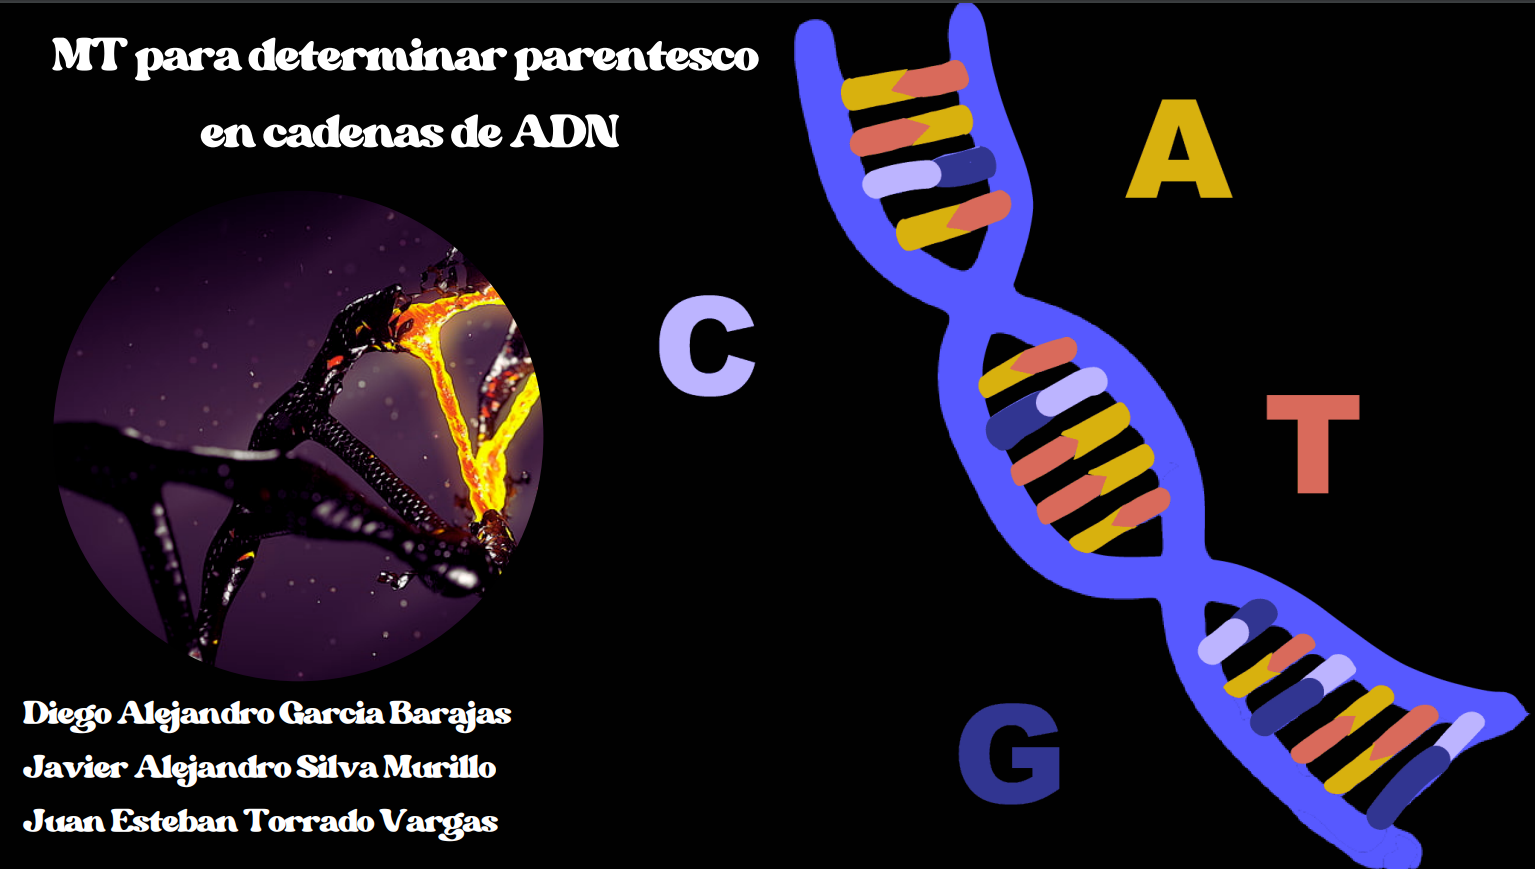 MT para determinar parentesco
en cadenas de ADN
A
C
T
G
Diego Alejandro Garcia Barajas
Javier Alejandro Silva Murillo
Juan Esteban Torrado Vargas